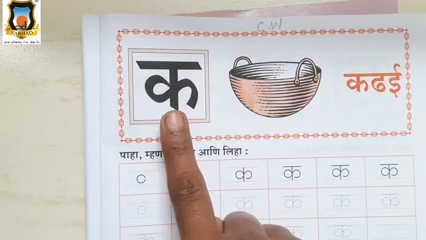 C.W
क
कढई
पाहा, म्हण आणि लिहा :
c क क क क